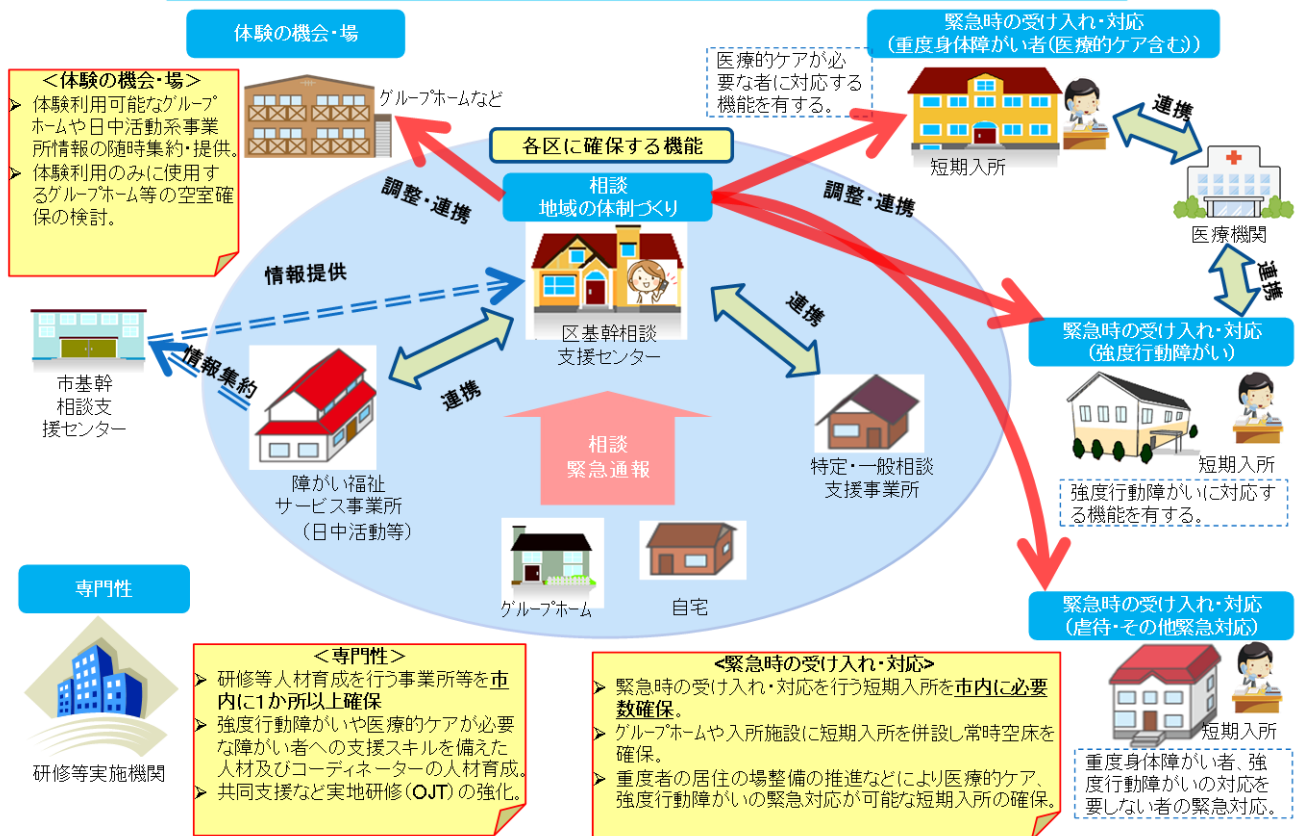 体験の機会・場
緊急時の受け入れ・対応
(重度身体障がい者(医療的ケア含む))
＜体験の機会・場＞
➢ 体験利用可能なグループ
ホームや日中活動系事業
所情報の随時集約・提供。
➢ 体験利用のみに使用す
るグループホーム等の空室確
保の検討。
グループホームなど
医療的ケアが必
要な者に対応する
機能を有する。
短期入所
連携
医療機関
連携
各区に確保する機能
相談
地域の体制づくり
調整・連携
調整・連携
情報提供
区基幹相談
支援センター
連携
連携
情報集約
市基幹
相談支
援センター
障がい福祉
サービス事業所
（日中活動等）
相談
緊急通報
特定・一般相談
支援事業所
グループホーム
自宅
緊急時の受け入れ・対応
(強度行動障がい)
短期入所
強度行動障がいに対応す
る機能を有する。
緊急時の受け入れ・対応
(虐待・その他緊急対応)
短期入所
重度身体障がい者、強
度行動障がいの対応を
要しない者の緊急対応。
専門性
研修等実施機関
＜専門性＞
➢ 研修等人材育成を行う事業所等を市
内に1か所以上確保
➢ 強度行動障がいや医療的ケアが必要
な障がい者への支援スキルを備えた
人材及びコーディネーターの人材育成。
➢ 共同支援など実地研修(OJT)の強化。
<緊急時の受け入れ・対応>
➢ 緊急時の受け入れ・対応を行う短期入所を市内に必要
数確保。
➢ グループホームや入所施設に短期入所を併設し常時空床を
確保。
➢ 重度者の居住の場整備の推進などにより医療的ケア、
強度行動障がいの緊急対応が可能な短期入所の確保。